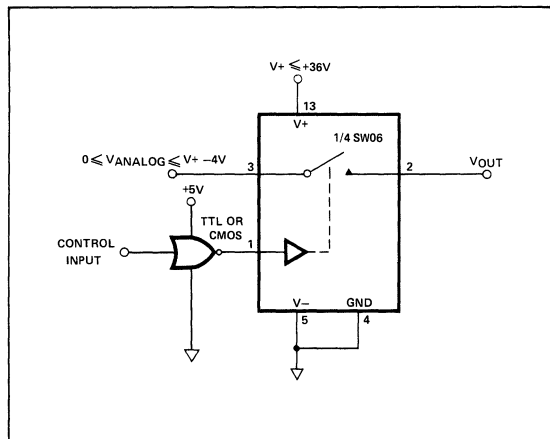 V+ ≤ +36V
13
V+
1/4 SW06
0 ≤ VANALOG ≤ V+ −4V
3
2
VOUT
+5V
TTL OR
CMOS
CONTROL
INPUT
1
V−
GND
5
4